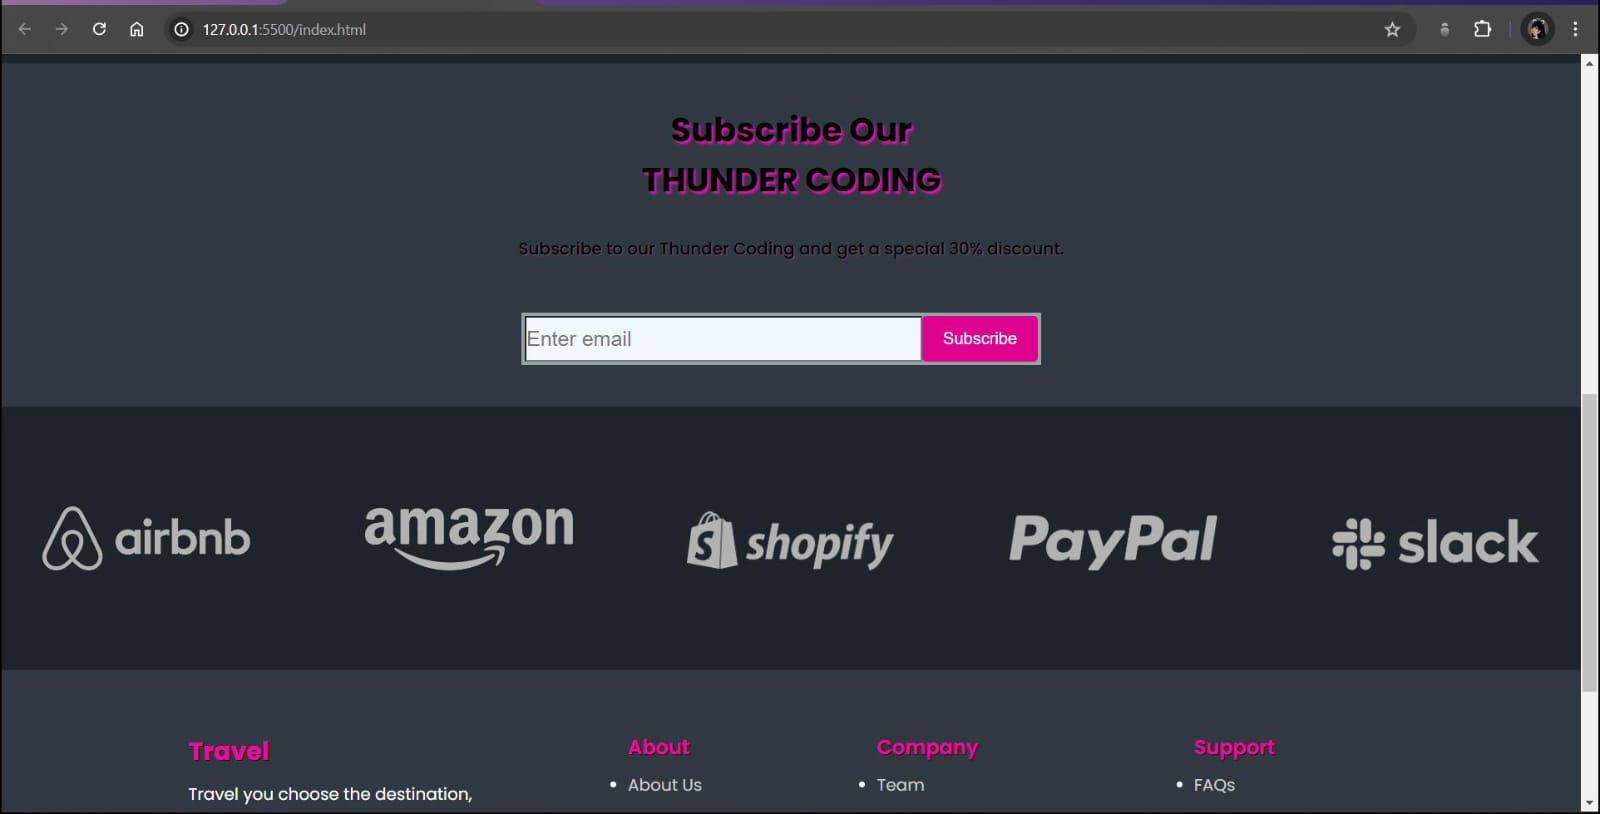 127.0.0.1:5500/index.html
Subscribe Our
THUNDER CODING
Subscribe to our Thunder Coding and get a special 30% discount.
Enter email Subscribe
airbnb amazon shopify PayPal slack
Travel About Company Support
• About Us • Team • FAQs
Travel you choose the destination,